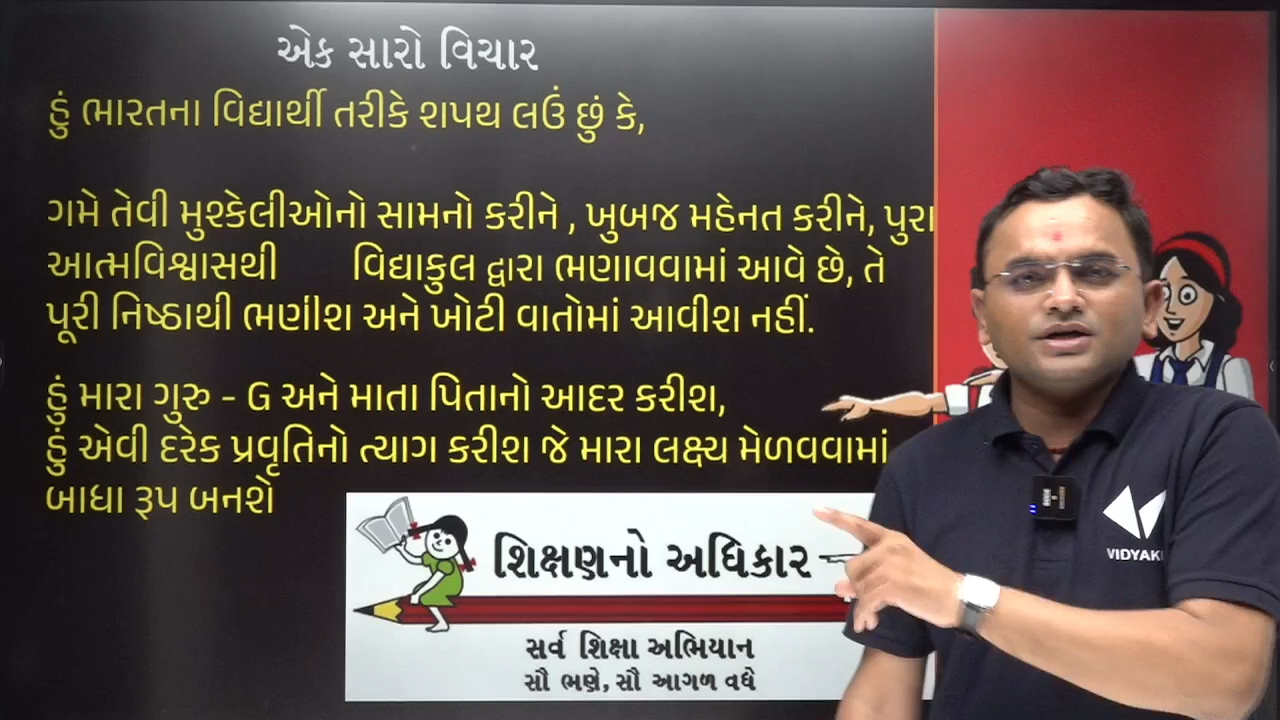 એક સારો વિચાર
હું ભારતના વિદ્યાર્થી તરીકે શપથ લઉં છું કે,
ગમે તેવી મુશ્કેલીઓનો સામનો કરીને , ખુબજ મહેનત કરીને, પુરા
આત્મવિશ્વાસથી વિદ્યાકુલ દ્વારા ભણાવવામાં આવે છે, તે
પૂરી નિષ્ઠાથી ભણીશ અને ખોટી વાતોમાં આવીશ નહીં.
હું મારા ગુરુ - G અને માતા પિતાનો આદર કરીશ,
હું એવી દરેક પ્રવૃતિનો ત્યાગ કરીશ જે મારા લક્ષ્ય મેળવવામાં
બાધા રૂપ બનશે
શિક્ષણનો અધિકાર
સર્વ શિક્ષા અભિયાન
સૌ ભણે, સૌ આગળ વધે
VIDYAKU